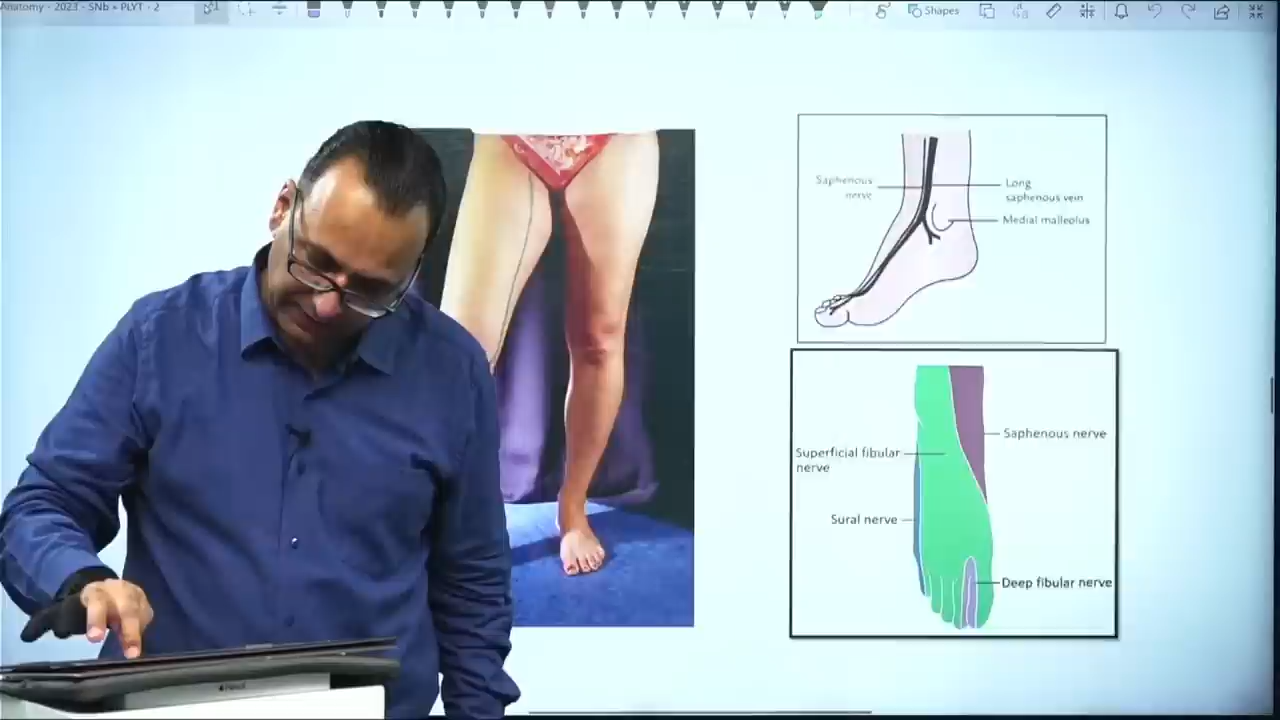 Anatomy - 2023 - SNb + PLYT - 2
Shapes
Saphenous
nerve
Long
saphenous vein
Medial malleolus
Saphenous nerve
Superficial fibular
nerve
Sural nerve
Deep fibular nerve